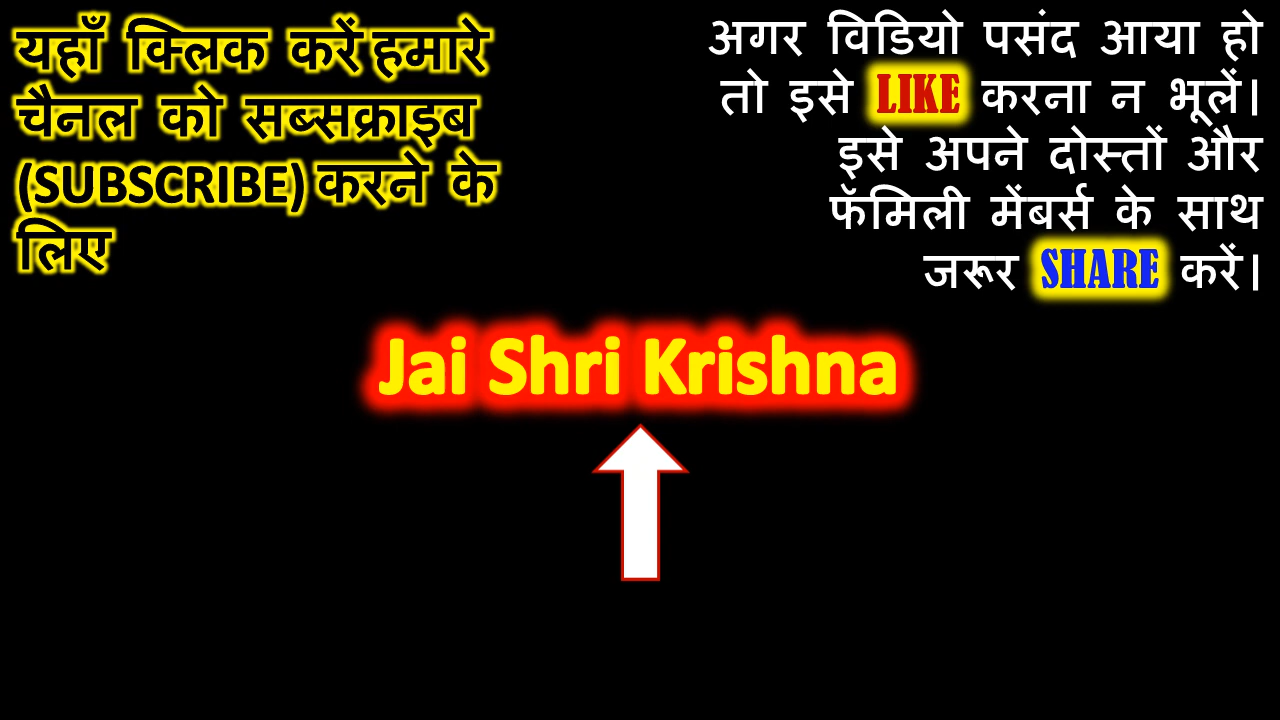 यहाँ क्लिक करें हमारे
चैनल को सब्सक्राइब
(SUBSCRIBE) करने के
लिए
अगर विडियो पसंद आया हो
तो इसे LIKE करना न भूलें।
इसे अपने दोस्तों और
फॅमिली मेंबर्स के साथ
जरूर SHARE करें।
Jai Shri Krishna